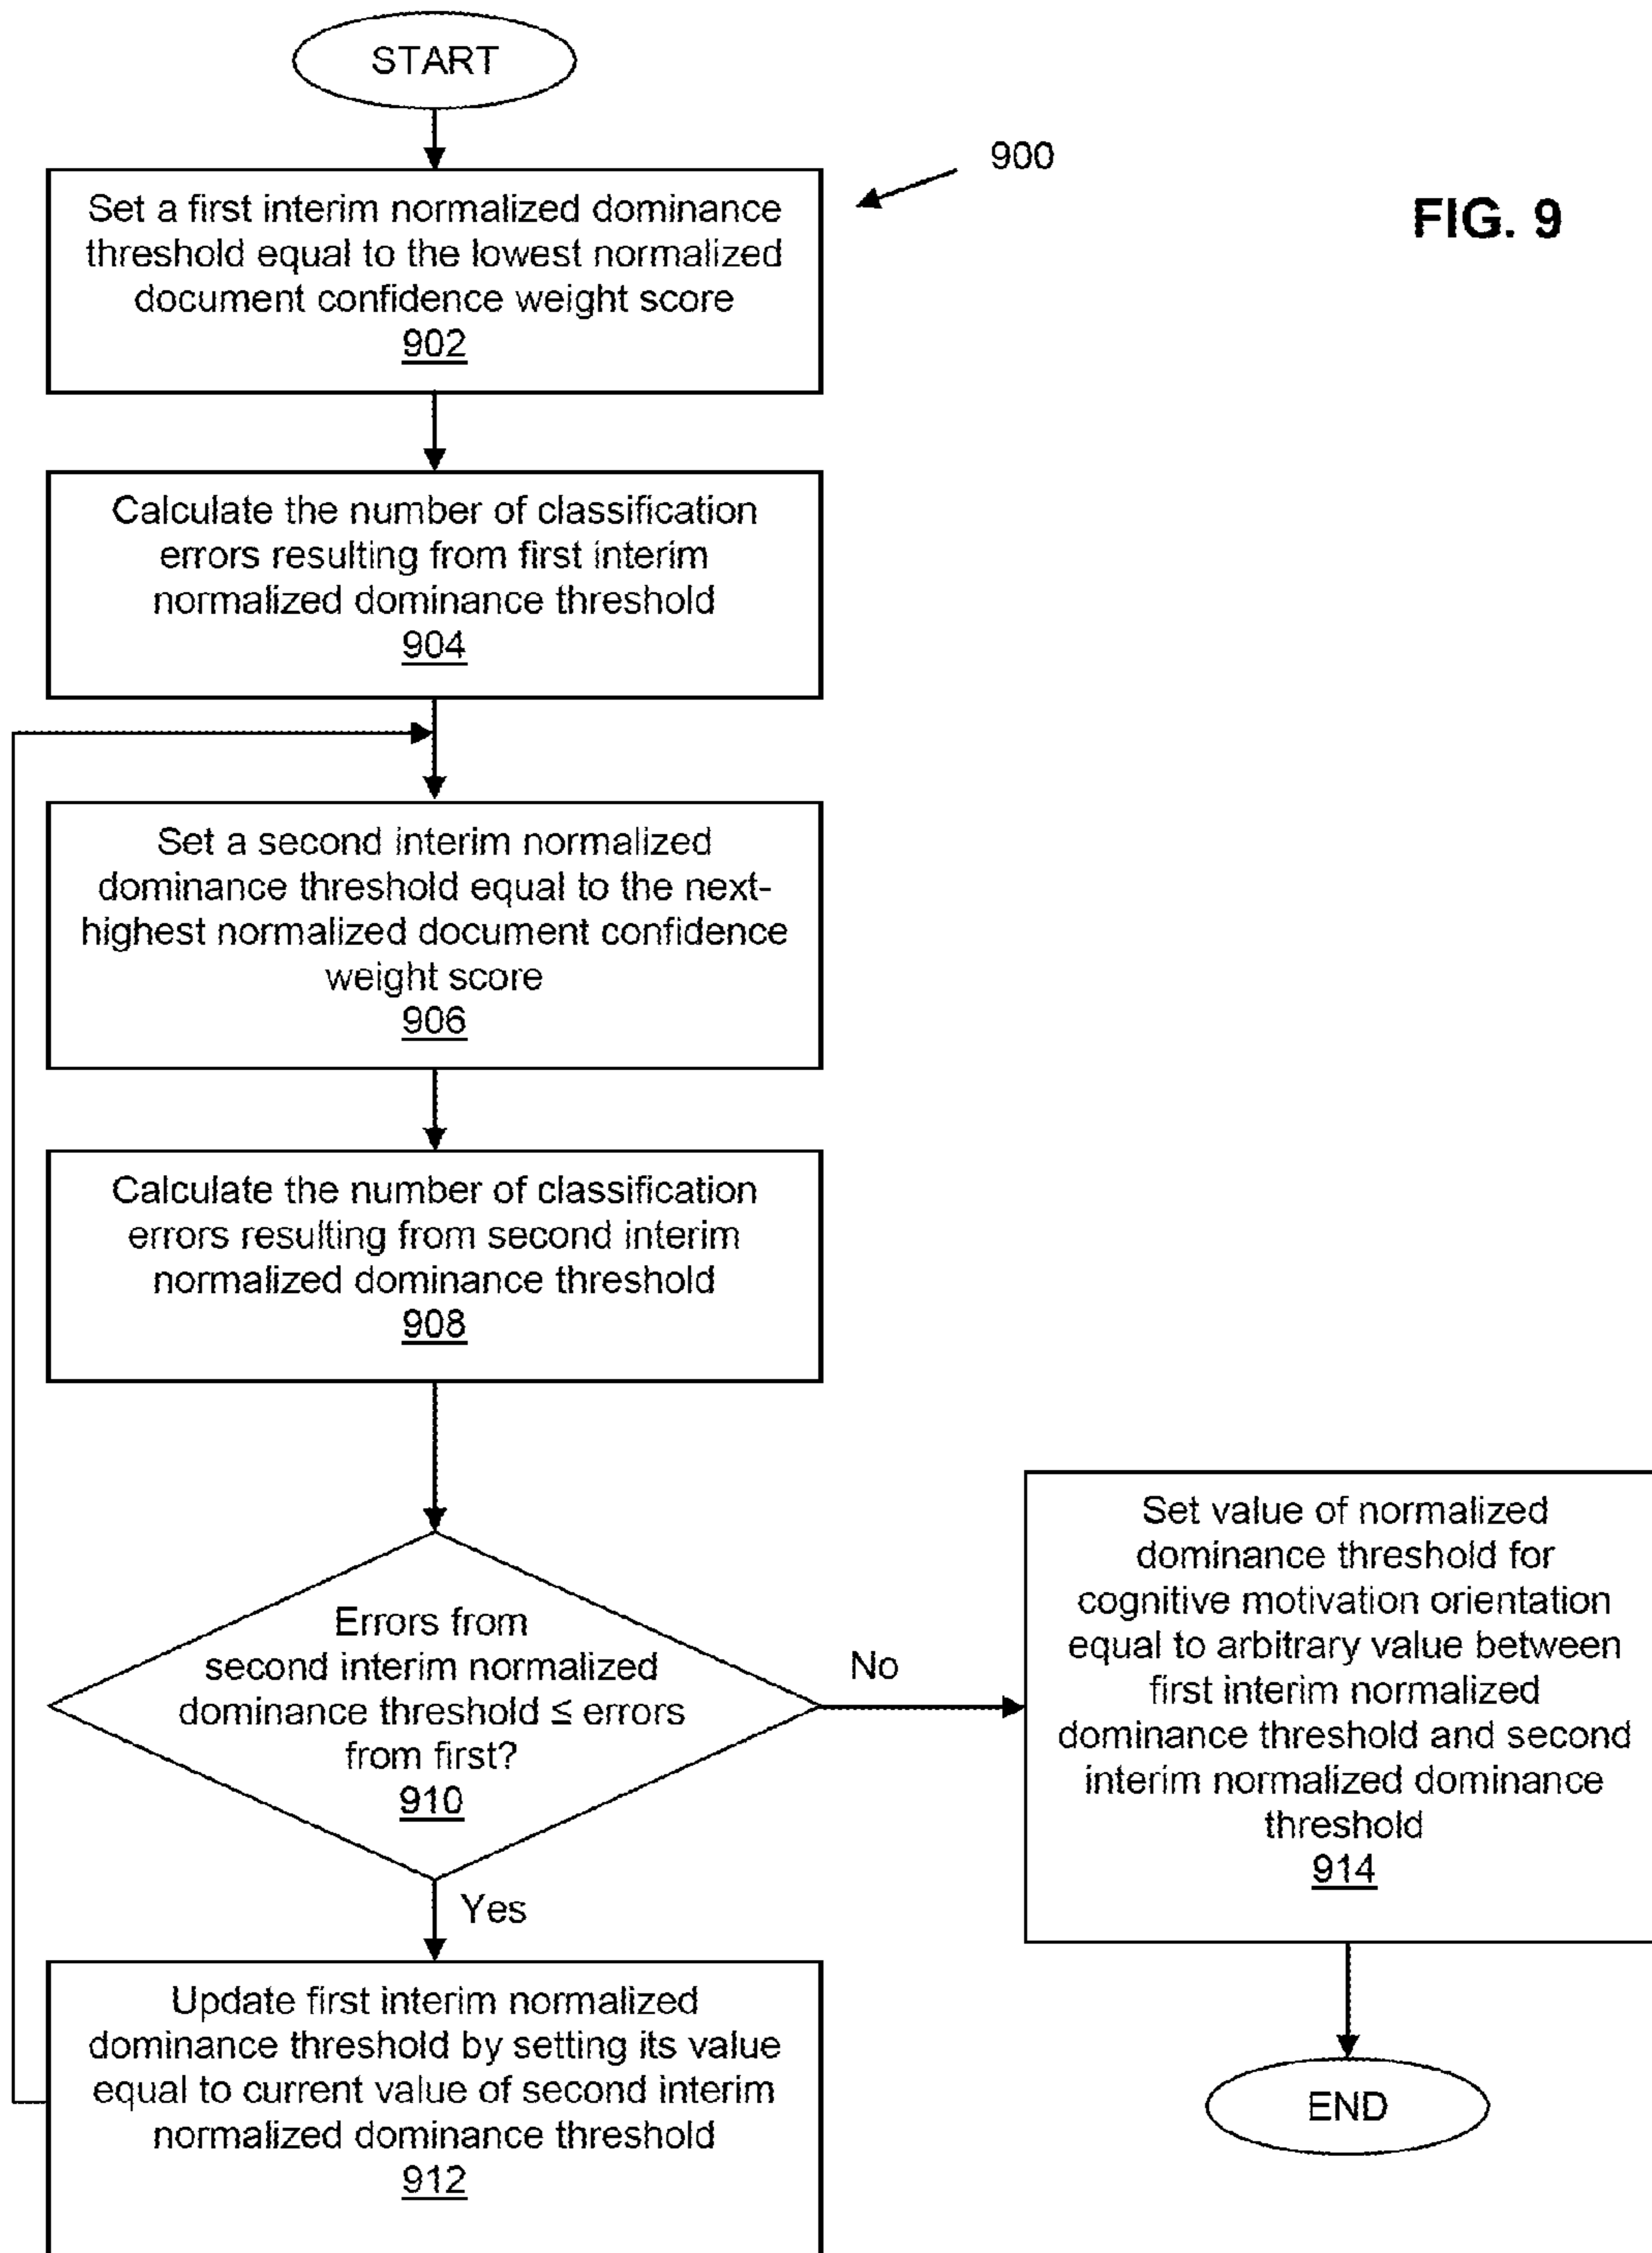 START
900
FIG. 9
Set a first interim normalized dominance
threshold equal to the lowest normalized
document confidence weight score
902
Calculate the number of classification
errors resulting from first interim
normalized dominance threshold
904
Set a second interim normalized
dominance threshold equal to the next-
highest normalized document confidence
weight score
906
Calculate the number of classification
errors resulting from second interim
normalized dominance threshold
908
Errors from
second interim normalized
dominance threshold ≤ errors
from first?
910
No
Yes
Set value of normalized
dominance threshold for
cognitive motivation orientation
equal to arbitrary value between
first interim normalized
dominance threshold and second
interim normalized dominance
threshold
914
Update first interim normalized
dominance threshold by setting its value
equal to current value of second interim
normalized dominance threshold
912
END